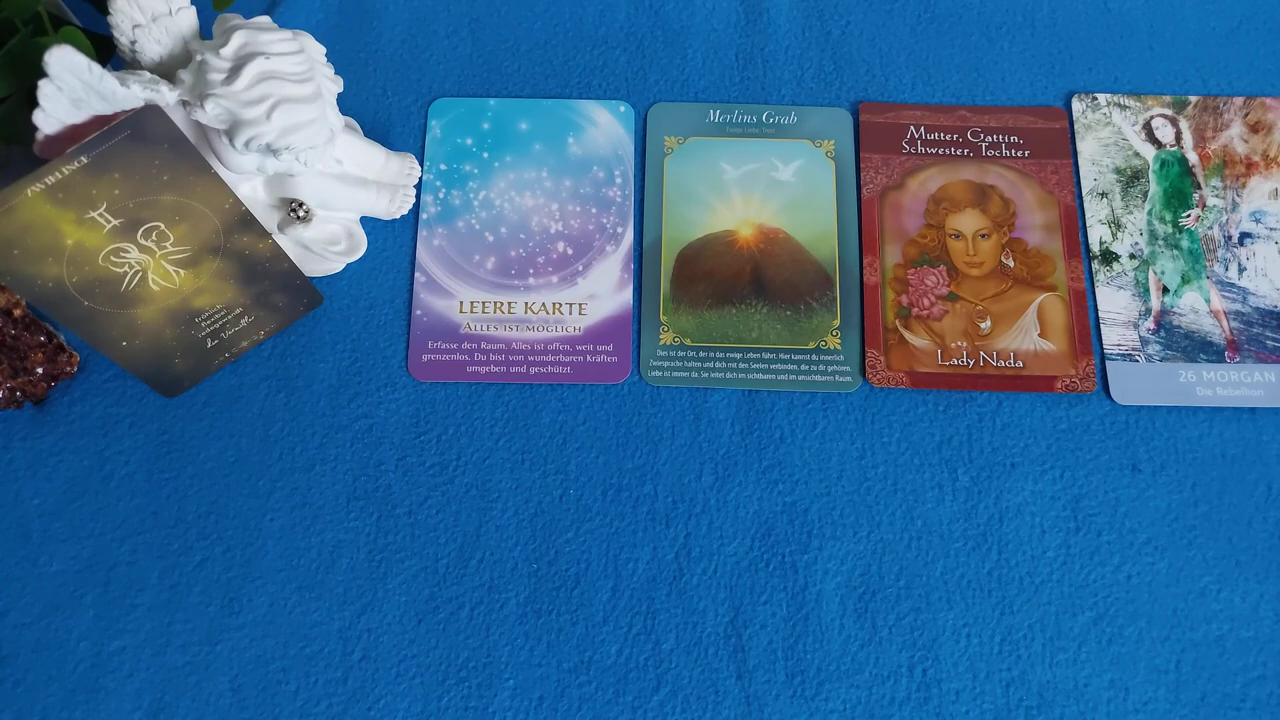 ZWILLINGE
fröhlich,
flexibel,
redegewandt
der Vermittler
LEERE KARTE
ALLES IST MÖGLICH
Erfasse den Raum. Alles ist offen, weit und
grenzenlos. Du bist von wunderbaren Kräften
umgeben und geschützt.
Merlins Grab
Ewige Liebe, Trost
Dies ist der Ort, der in das ewige Leben führt. Hier kannst du innerlich
Zwiesprache halten und dich mit den Seelen verbinden, die zu dir gehören.
Liebe ist immer da: Sie leitet dich im sichtbaren und im unsichtbaren Raum.
Mutter, Gattin,
Schwester, Tochter
Lady Nada
26 MORGAN
Die Rebellion